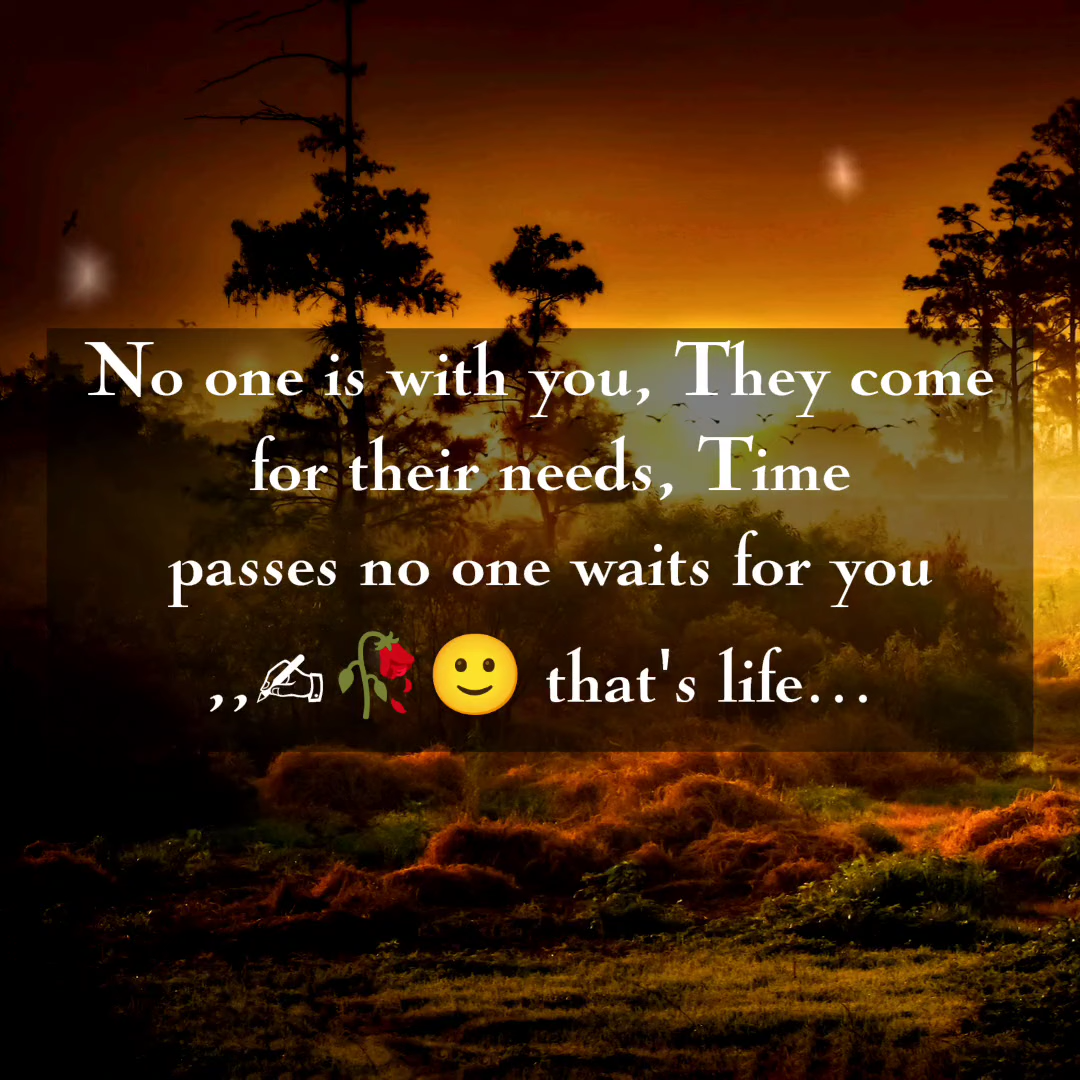 No one is with you, They come
for their needs, Time
passes no one waits for you
,,✍🥀🙂 that's life...